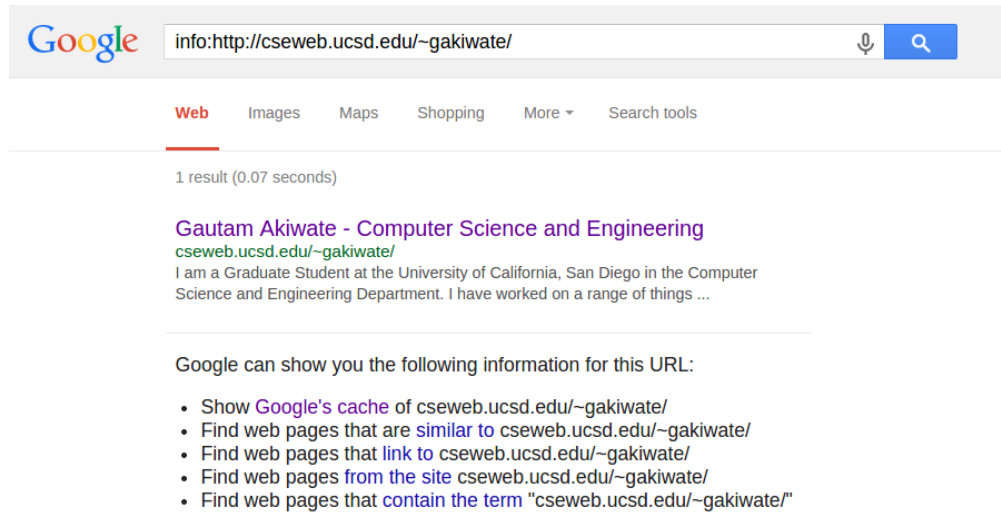 Google
info:http://cseweb.ucsd.edu/~gakiwate/
Web Images Maps Shopping More Search tools
1 result (0.07 seconds)
Gautam Akiwate - Computer Science and Engineering
cseweb.ucsd.edu/~gakiwate/
I am a Graduate Student at the University of California, San Diego in the Computer
Science and Engineering Department. I have worked on a range of things ...
Google can show you the following information for this URL:
• Show Google's cache of cseweb.ucsd.edu/~gakiwate/
• Find web pages that are similar to cseweb.ucsd.edu/~gakiwate/
• Find web pages that link to cseweb.ucsd.edu/~gakiwate/
• Find web pages from the site cseweb.ucsd.edu/~gakiwate/
• Find web pages that contain the term "cseweb.ucsd.edu/~gakiwate/"